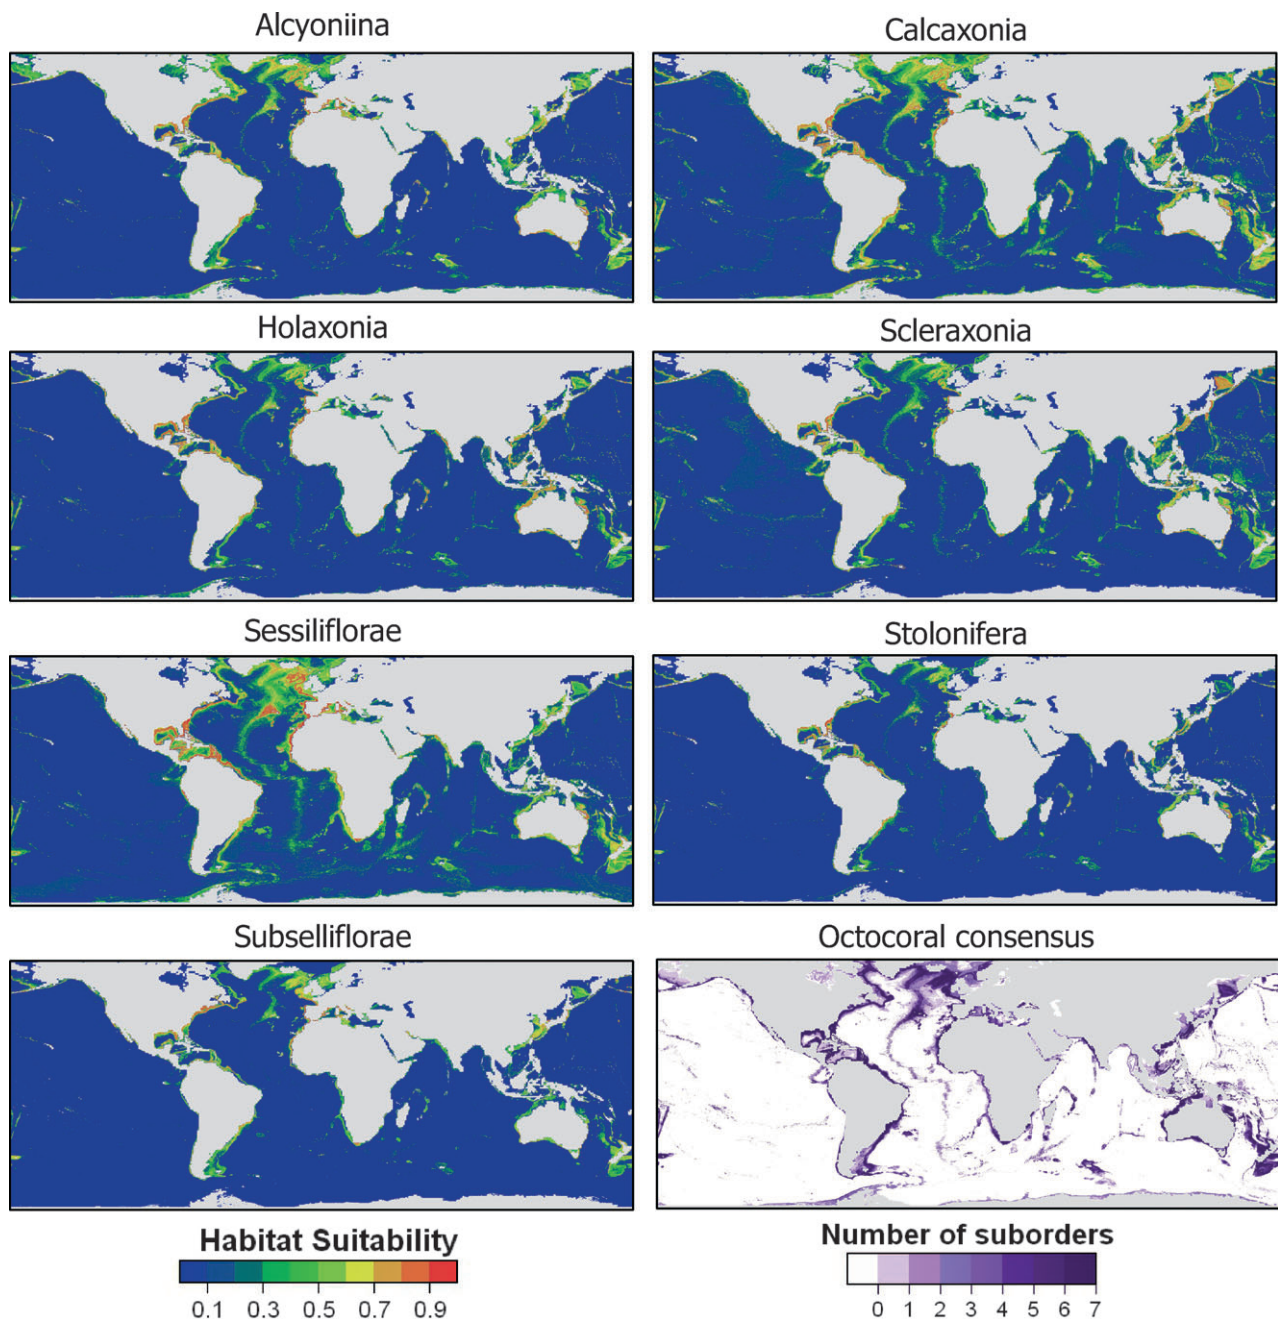 Alcyoniina
Calcaxonia
Holaxonia
Scleraxonia
Sessiliflorae
Stolonifera
Subselliflorae
Octocoral consensus
Habitat Suitability
0.1 0.3 0.5 0.7 0.9
Number of suborders
0 1 2 3 4 5 6 7